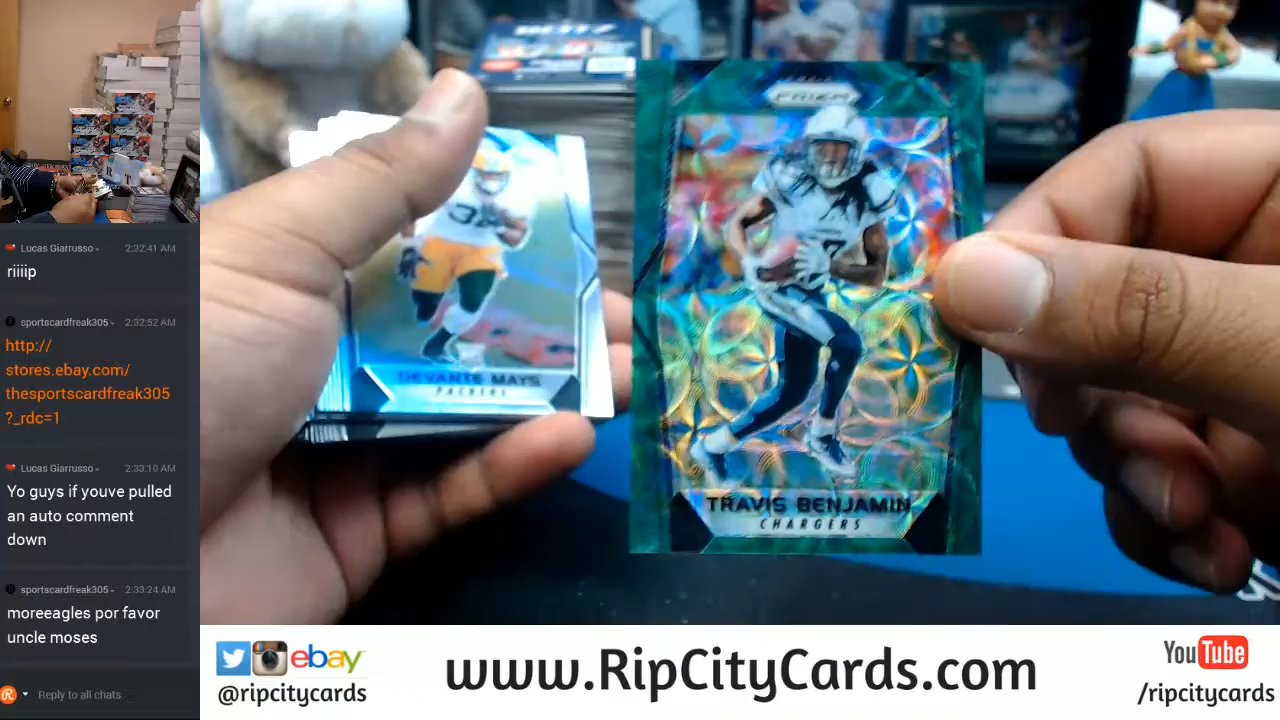 Lucas Giarrusso 2:32:41 AM
riiiip
sportscardfreak305 2:32:52 AM
http://
stores.ebay.com/
thesportscardfreak305
?_rdc=1
Lucas Giarrusso 2:33:10 AM
Yo guys if youve pulled
an auto comment
down
sportscardfreak305 2:33:24 AM
moreeagles por favor
uncle moses
Reply to all chats
DEVANTE MAYS
PACKERS
PRIZM
TRAVIS BENJAMIN
CHARGERS
ebay
@ripcitycards
www.RipCityCards.com
YouTube
/ripcitycards